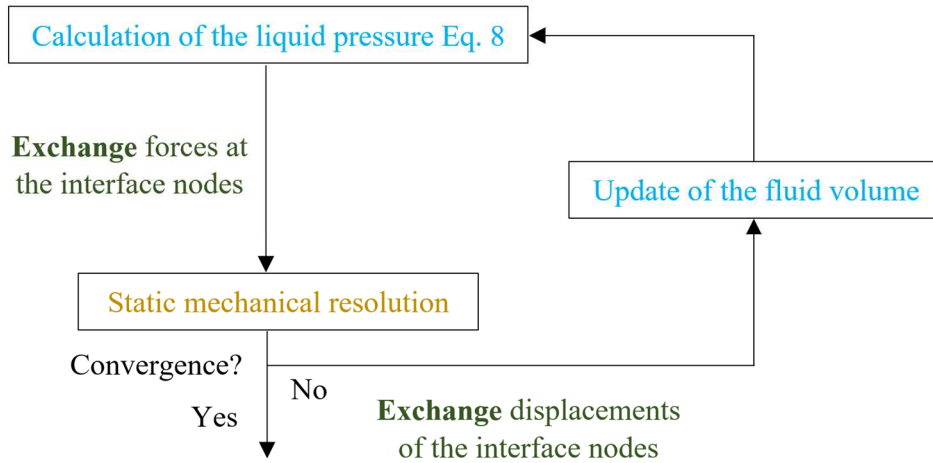 Calculation of the liquid pressure Eq. 8
Exchange forces at
the interface nodes
Update of the fluid volume
Static mechanical resolution
Convergence?
No
Yes
Exchange displacements
of the interface nodes